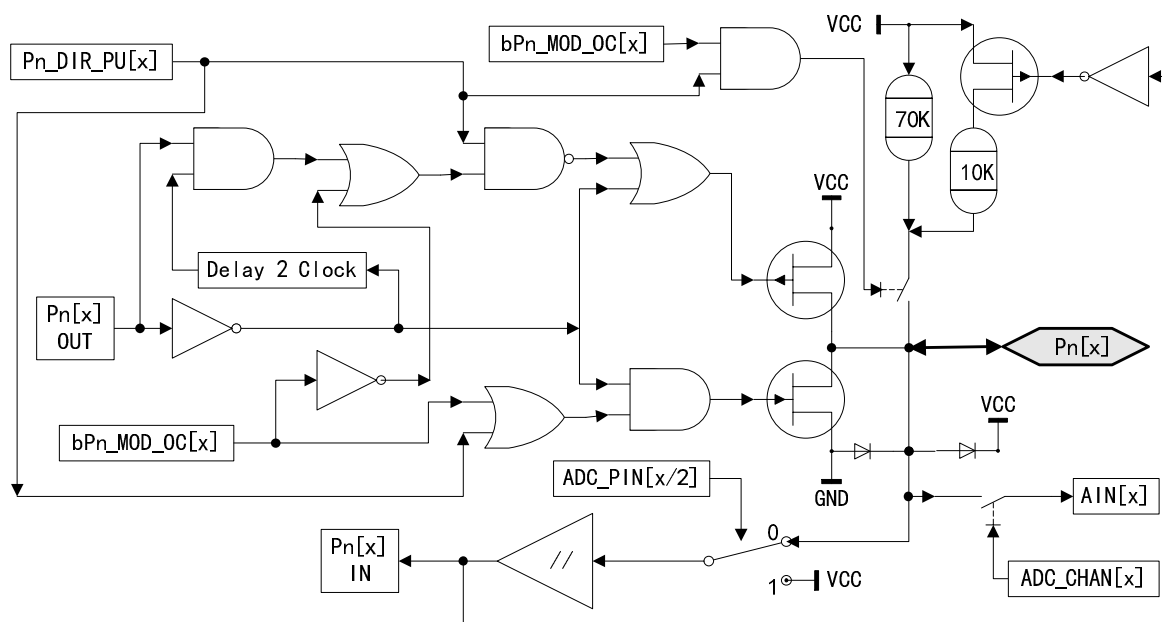 bPn_MOD_OC[x]
VCC
Pn_DIR_PU[x]
70K
10K
VCC
Delay 2 Clock
Pn[x]
OUT
Pn[x]
bPn_MOD_OC[x]
VCC
ADC_PIN[x/2]
GND
AIN[x]
0
Pn[x]
IN
//
1
VCC
ADC_CHAN[x]